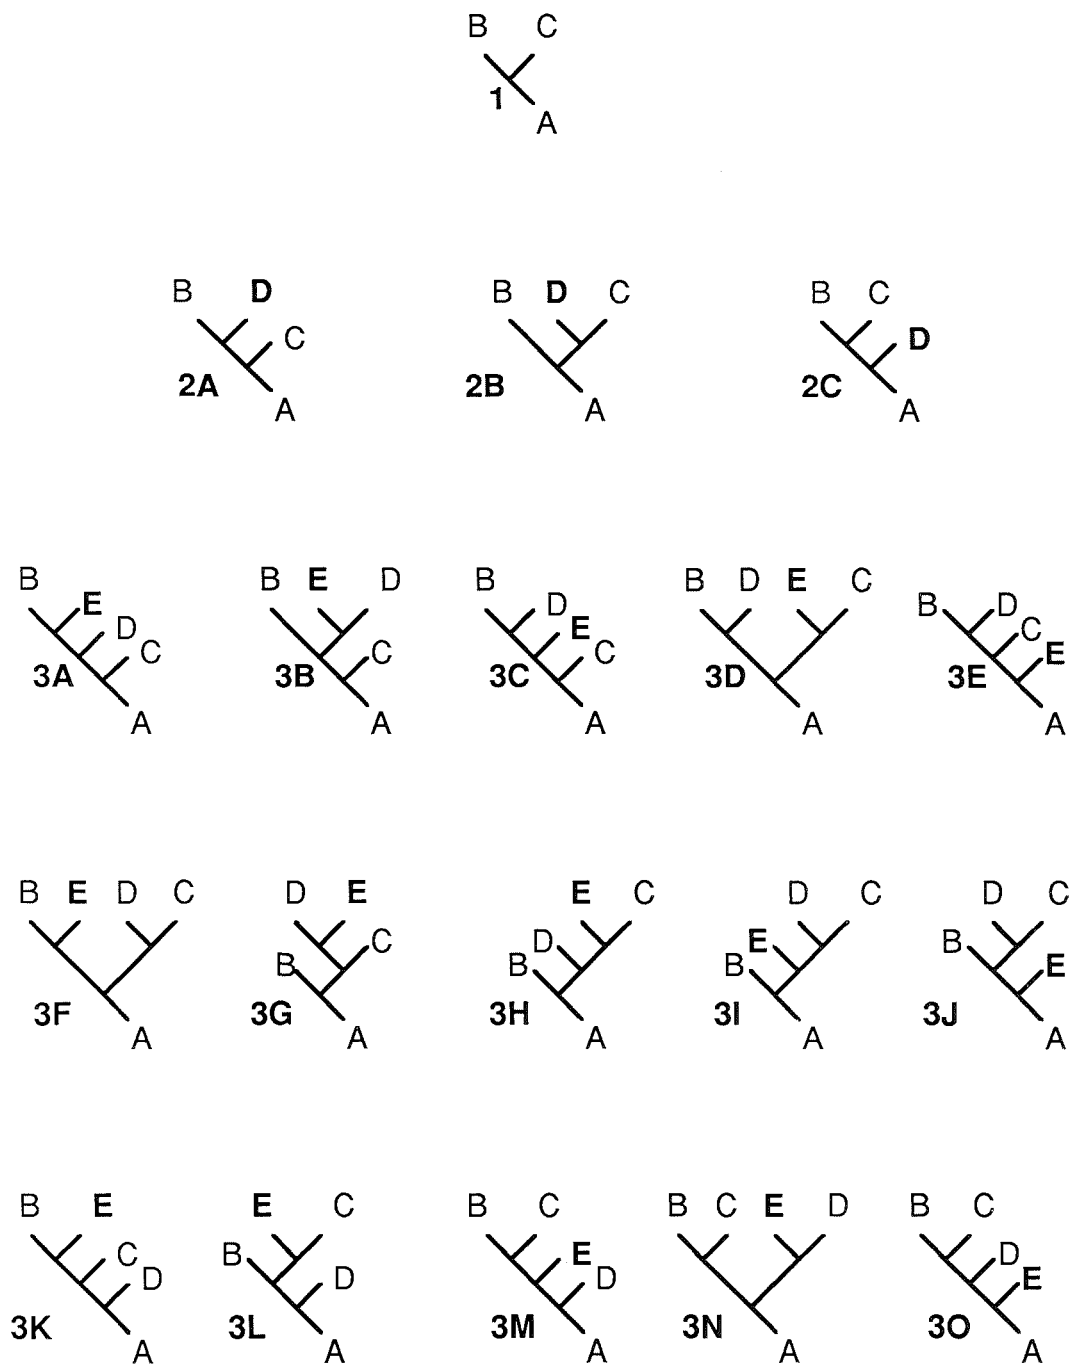 B C
1
A
B D B D C B C
C D
2A 2B 2C
A A A
B B E D B B D E C
E D B D
D E C
C C C E
3A 3B 3C 3D 3E
A A A A A
B E D C D E E C D C D C
C D E B
B B B E
3F 3G 3H 3I 3J
A A A A A
B E E C B C B C E D B C
C B E D
D D D E
3K 3L 3M 3N 3O
A A A A A